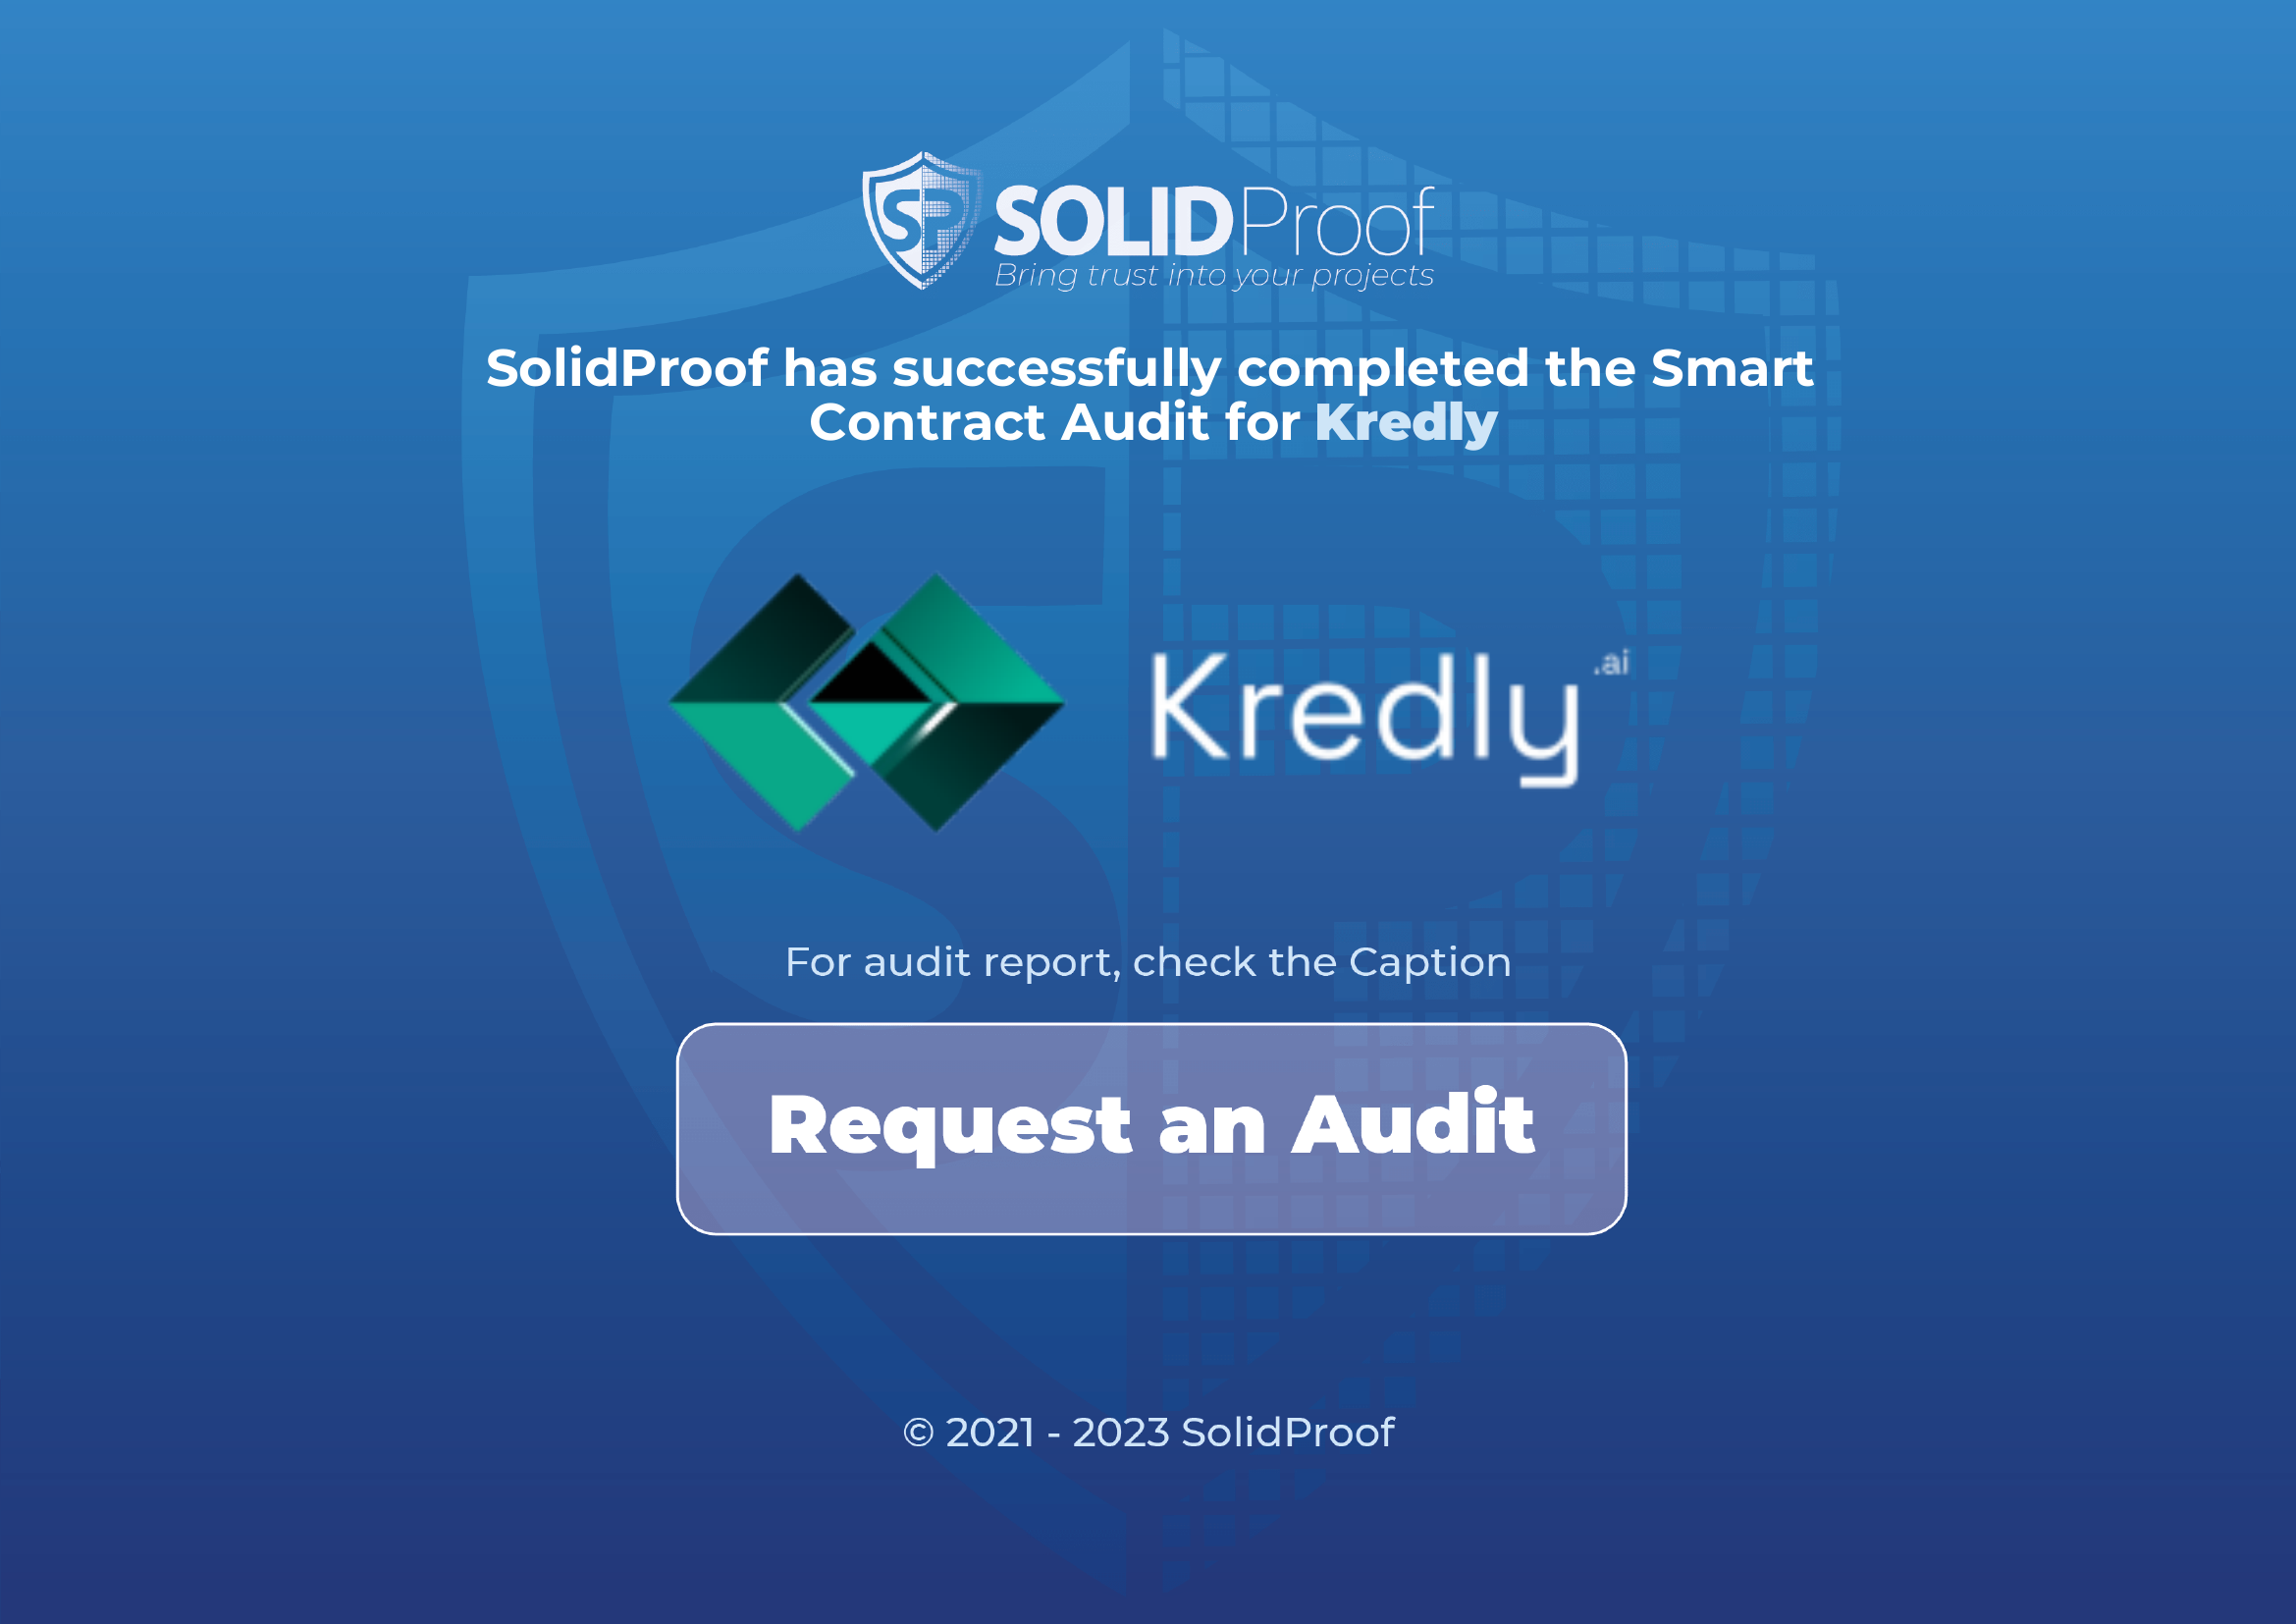 SP SOLIDProof
Bring trust into your projects
SolidProof has successfully completed the Smart
Contract Audit for Kredly
Kredly .ai
For audit report, check the Caption
Request an Audit
© 2021 - 2023 SolidProof